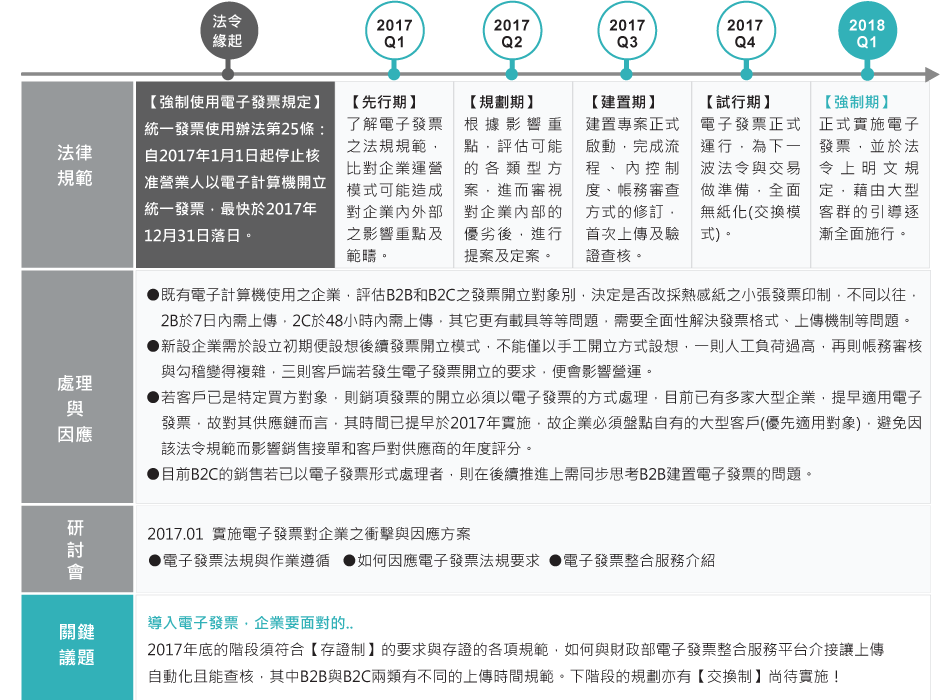 法令
緣起
2017
Q1
2017
Q2
2017
Q3
2017
Q4
2018
Q1
法律
規範
【強制使用電子發票規定】
統一發票使用辦法第25條：
自2017年1月1日起停止核
准營業人以電子計算機開立
統一發票，最快於2017年
12月31日落日。
【先行期】
了解電子發票
之法規規範，
比對企業運營
模式可能造成
對企業內外部
之影響重點及
範疇。
【規劃期】
根據影響重
點，評估可能
的各類型方
案，進而審視
對企業內部的
優劣後，進行
提案及定案。
【建置期】
建置專案正式
啟動，完成流
程、內控制
度、帳務審查
方式的修訂，
首次上傳及驗
證查核。
【試行期】
電子發票正式
運行，為下一
波法令與交易
做準備，全面
無紙化(交換模
式)。
【強制期】
正式實施電子
發票，並於法
令上明文規
定，藉由大型
客群的引導逐
漸全面施行。
處理
與
因應
●既有電子計算機使用之企業，評估B2B和B2C之發票開立對象別，決定是否改採熱感紙之小張發票印制，不同以往，
2B於7日內需上傳，2C於48小時內需上傳，其它更有載具等等問題，需要全面性解決發票格式、上傳機制等問題。
●新設企業需於設立初期便設想後續發票開立模式，不能僅以手工開立方式設想，一則人工負荷過高，再則帳務審核
與勾稽變得複雜，三則客戶端若發生電子發票開立的要求，便會影響營運。
●若客戶已是特定買方對象，則銷項發票的開立必須以電子發票的方式處理，目前已有多家大型企業，提早適用電子
發票，故對其供應鏈而言，其時間已提早於2017年實施，故企業必須盤點自有的大型客戶(優先適用對象)，避免因
該法令規範而影響銷售接單和客戶對供應商的年度評分。
●目前B2C的銷售若已以電子發票形式處理者，則在後續推進上需同步思考B2B建置電子發票的問題。
研
討
會
2017.01 實施電子發票對企業之衝擊與因應方案
●電子發票法規與作業遵循 ●如何因應電子發票法規要求 ●電子發票整合服務介紹
關鍵
議題
導入電子發票，企業要面對的..
2017年底的階段須符合【存證制】的要求與存證的各項規範，如何與財政部電子發票整合服務平台介接讓上傳
自動化且能查核，其中B2B與B2C兩類有不同的上傳時間規範。下階段的規劃亦有【交換制】尚待實施！